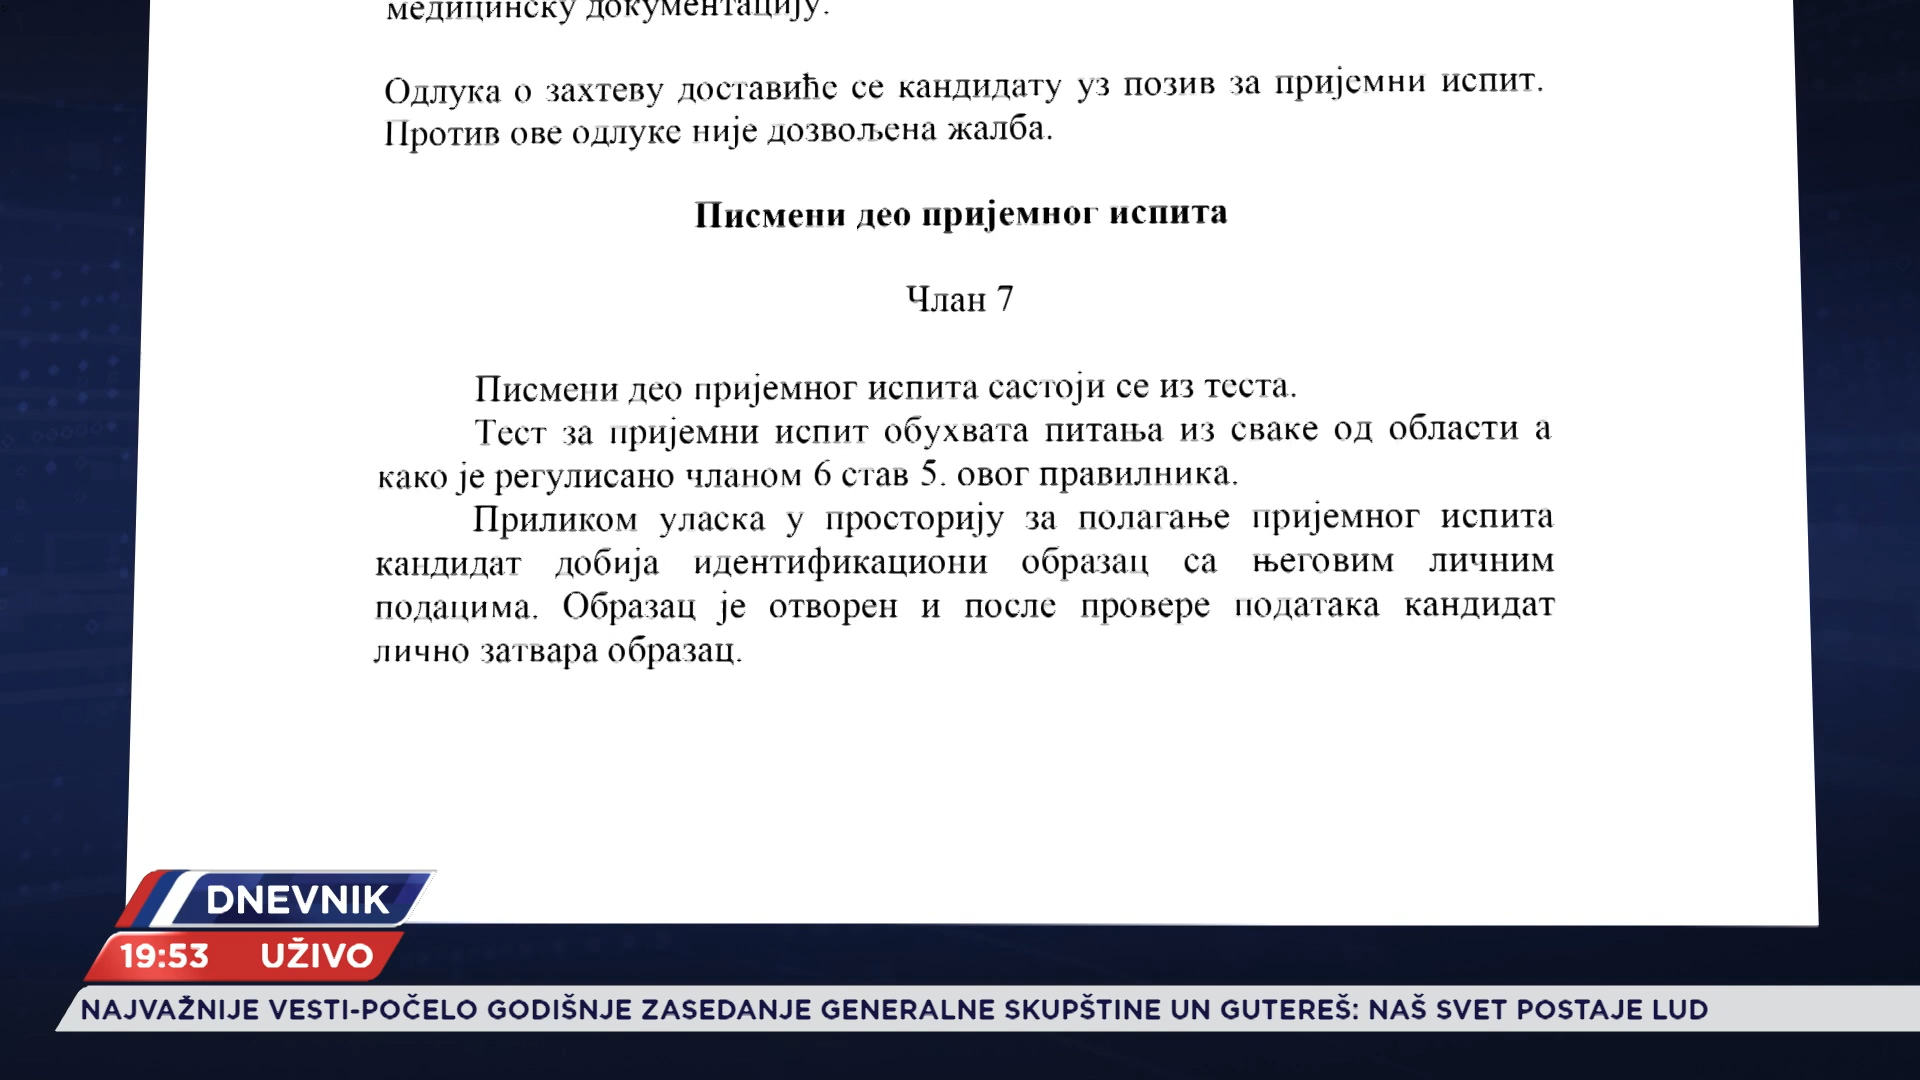 медицинску документацију.
Одлука о захтеву доставиће се кандидату уз позив за пријемни испит.
Против ове одлуке није дозвољена жалба.
Писмени део пријемног испита
Члан 7
Писмени део пријемног испита састоји се из теста.
Тест за пријемни испит обухвата питања из сваке од области а
како је регулисано чланом 6 став 5. овог правилника.
Приликом уласка у просторију за полагање пријемног испита
кандидат добија идентификациони образац са његовим личним
подацима. Образац је отворен и после провере података кандидат
лично затвара образац.
DNEVNIK
19:53 UŽIVO
NAJVAŽNIJE VESTI-POČELO GODIŠNJE ZASEDANJE GENERALNE SKUPŠTINE UN GUTEREŠ: NAŠ SVET POSTAJE LUD